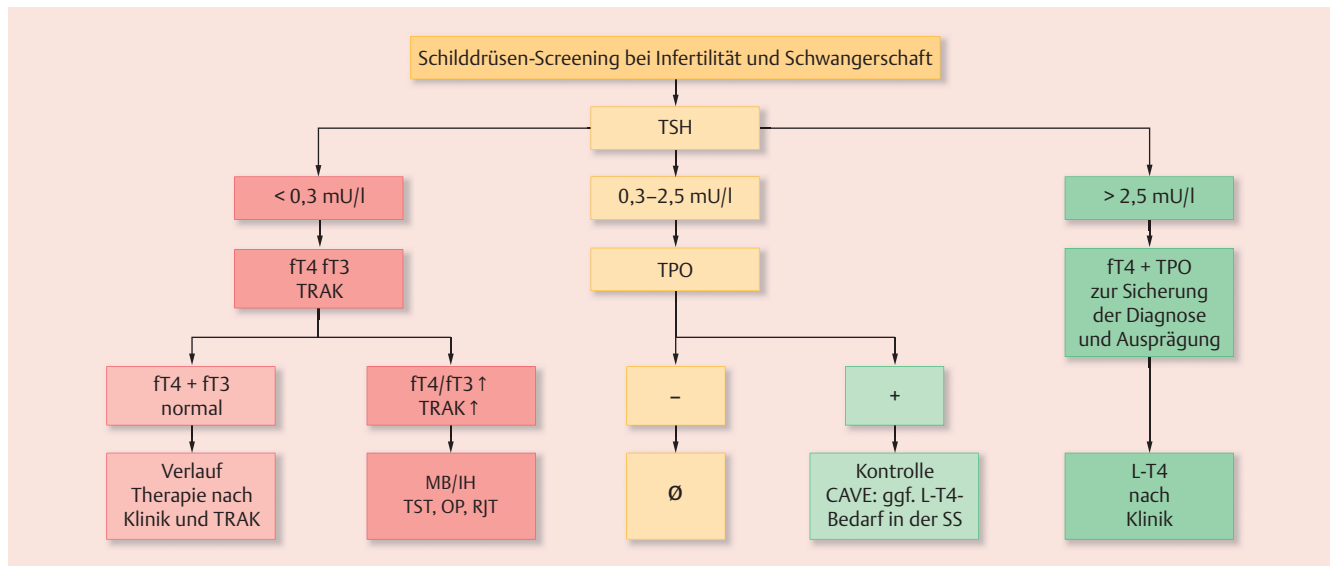 Schilddrüsen-Screening bei Infertilität und Schwangerschaft
TSH
< 0,3 mU/l
0,3–2,5 mU/l
> 2,5 mU/l
fT4 fT3
TRAK
TPO
fT4 + TPO
zur Sicherung
der Diagnose
und Ausprägung
fT4 + fT3
normal
fT4/fT3 ↑
TRAK ↑
–
+
Verlauf
Therapie nach
Klinik und TRAK
MB/IH
TST, OP, RJT
Ø
Kontrolle
CAVE: ggf. L-T4-
Bedarf in der SS
L-T4
nach
Klinik